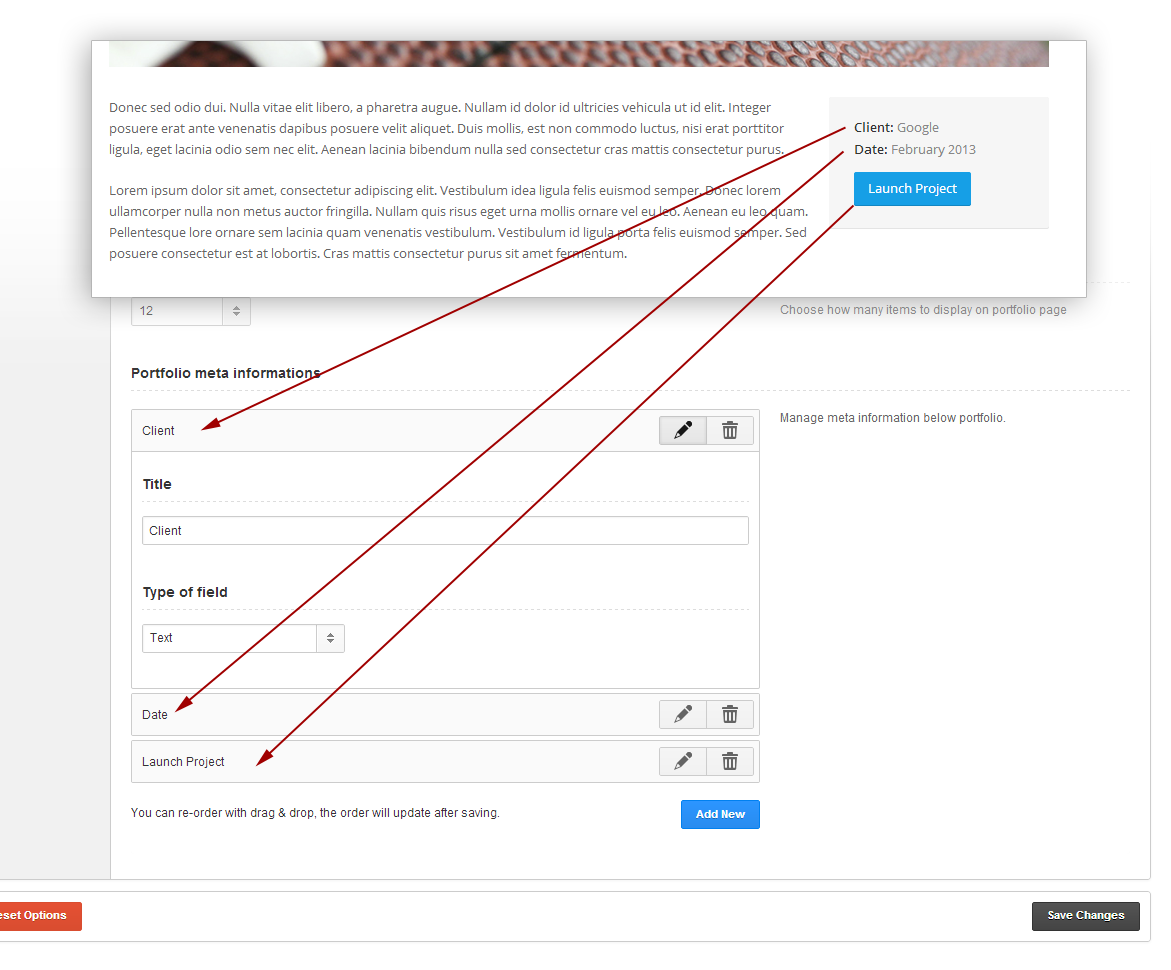 Donec sed odio dui. Nulla vitae elit libero, a pharetra augue. Nullam id dolor id ultricies vehicula ut id elit. Integer
posuere erat ante venenatis dapibus posuere velit aliquet. Duis mollis, est non commodo luctus, nisi erat porttitor
ligula, eget lacinia odio sem nec elit. Aenean lacinia bibendum nulla sed consectetur cras mattis consectetur purus.
Lorem ipsum dolor sit amet, consectetur adipiscing elit. Vestibulum idea ligula felis euismod semper. Donec lorem
ullamcorper nulla non metus auctor fringilla. Nullam quis risus eget urna mollis ornare vel eu leo. Aenean eu leo quam.
Pellentesque lore ornare sem lacinia quam venenatis vestibulum. Vestibulum id ligula porta felis euismod semper. Sed
posuere consectetur est at lobortis. Cras mattis consectetur purus sit amet fermentum.
Client: Google
Date: February 2013
Launch Project
12
Choose how many items to display on portfolio page
Portfolio meta informations
Client
Manage meta information below portfolio.
Title
Client
Type of field
Text
Date
Launch Project
You can re-order with drag & drop, the order will update after saving.
Add New
eset Options
Save Changes